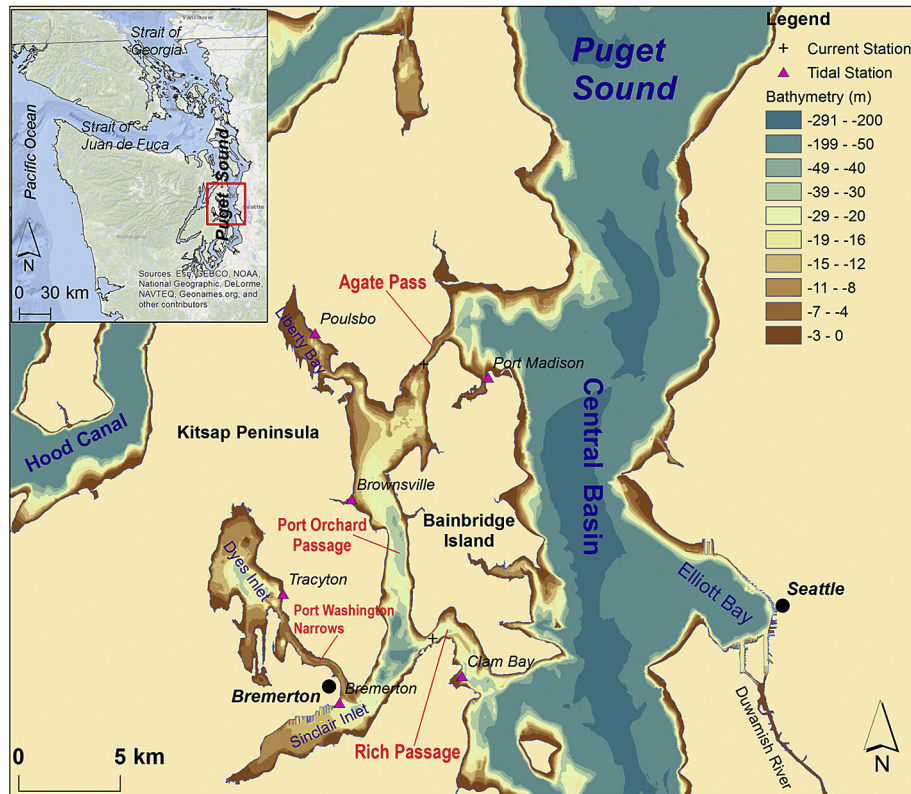 Vancouver
Strait of
Georgia
Strait of
Juan de Fuca
Pacific Ocean
Puget Sound
Seattle
Washington
N
0 30 km
Sources: Esri, GEBCO, NOAA,
National Geographic, DeLorme,
NAVTEQ, Geonames.org, and
other contributors
Puget
Sound
Legend
Current Station
Tidal Station
Bathymetry (m)
-291 - -200
-199 - -50
-49 - -40
-39 - -30
-29 - -20
-19 - -16
-15 - -12
-11 - -8
-7 - -4
-3 - 0
Agate Pass
Poulsbo
Liberty Bay
Port Madison
Central Basin
Hood Canal
Kitsap Peninsula
Brownsville
Port Orchard
Passage
Bainbridge
Island
Dyes Inlet
Tracyton
Port Washington
Narrows
Elliott Bay
Seattle
Clam Bay
Bremerton
Bremerton
Sinclair Inlet
Rich Passage
Duwamish River
0 5 km
N